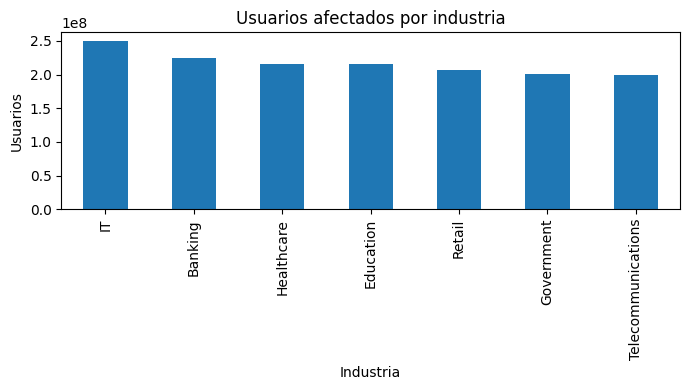 Usuarios afectados por industria
1e8
2.5
2.0
1.5
1.0
0.5
0.0
Usuarios
IT
Banking
Healthcare
Education
Retail
Government
Telecommunications
Industria